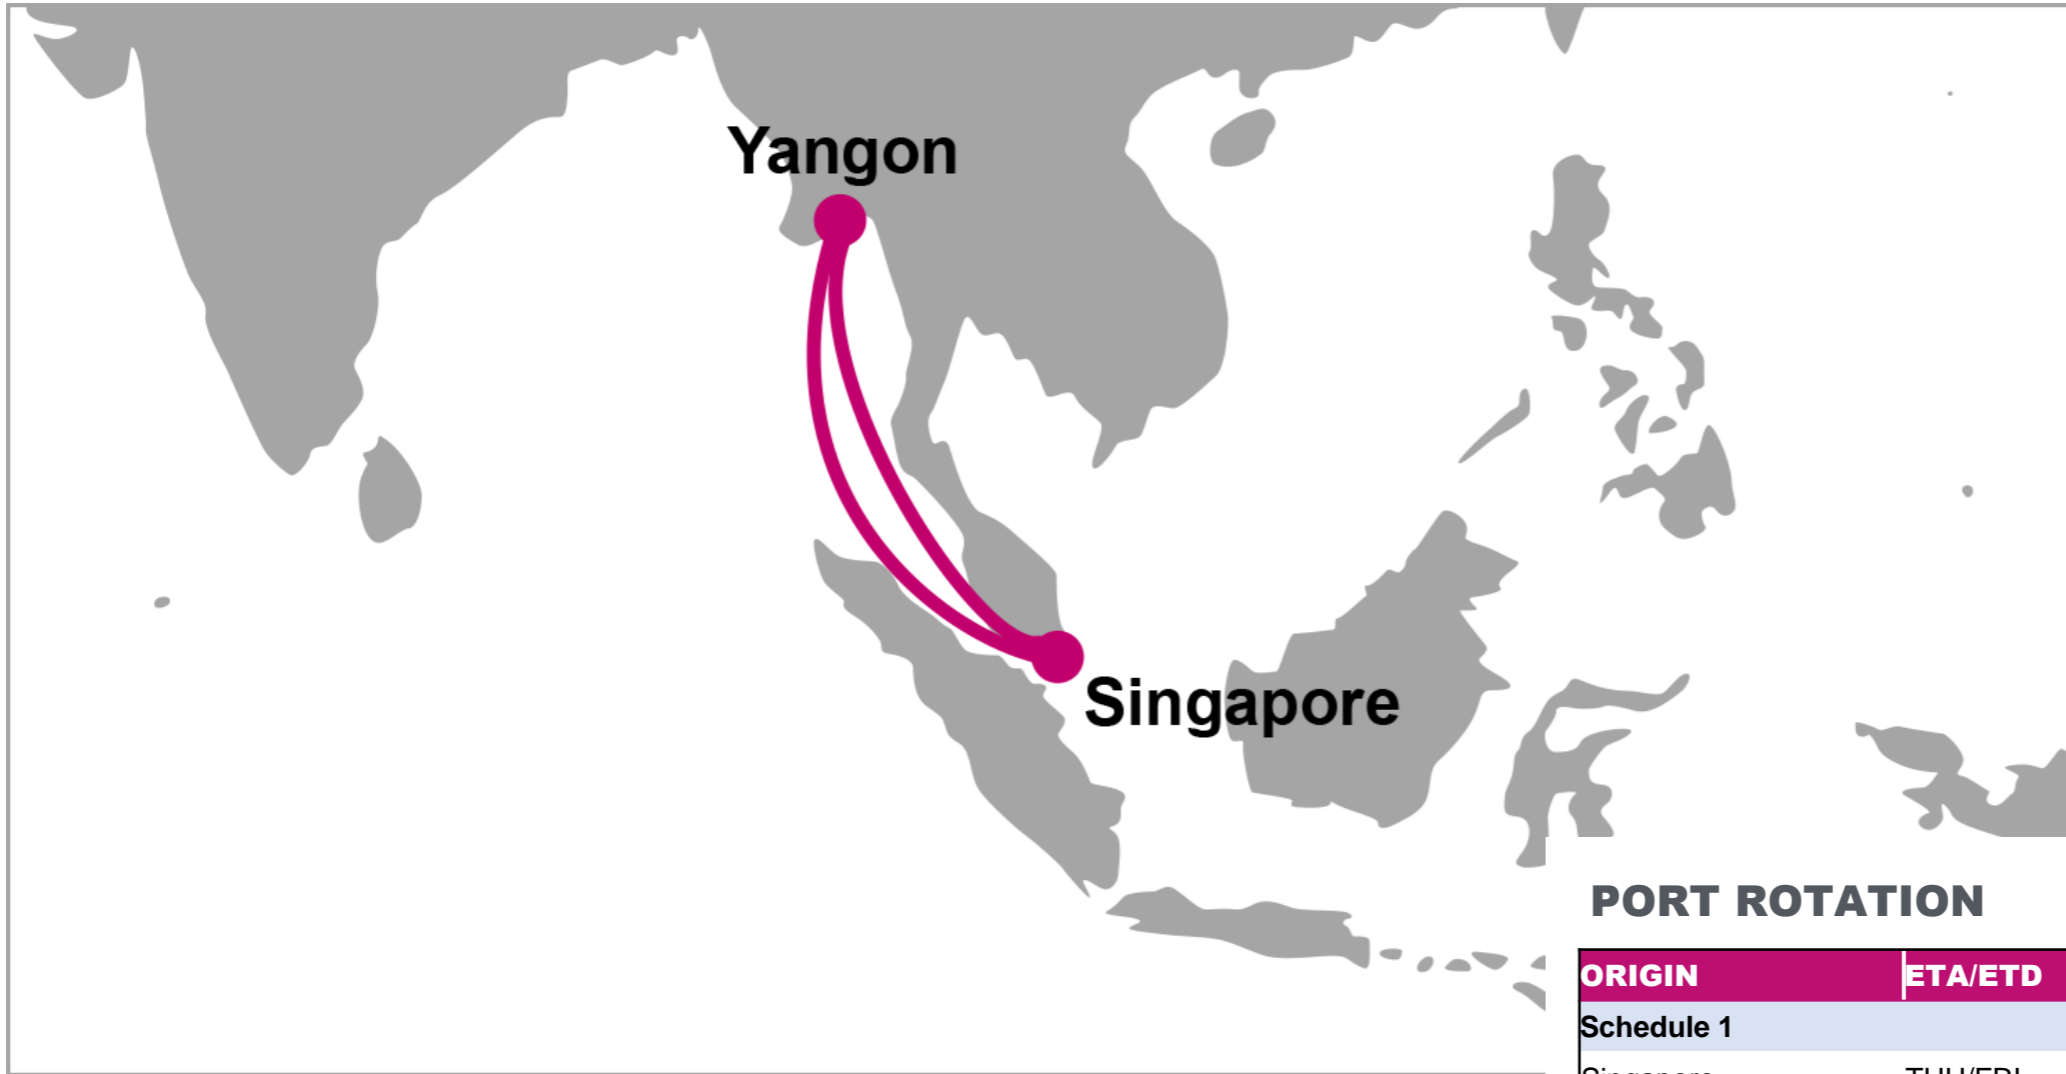 Yangon
Singapore
PORT ROTATION
ORIGIN ETA/ETD
Schedule 1